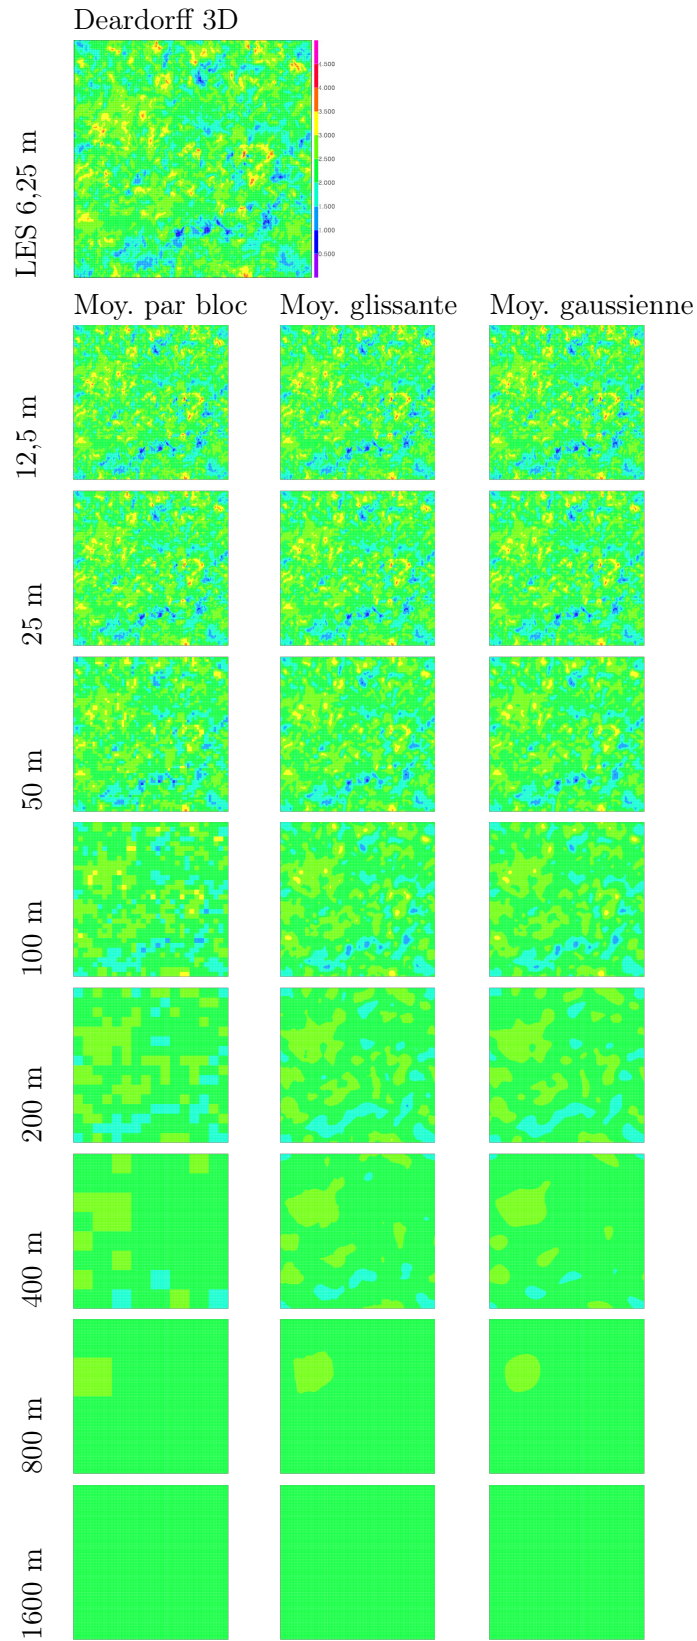 Deardorff 3D
LES 6,25 m
4.500
4.000
3.500
3.000
2.500
2.000
1.500
1.000
0.500
Moy. par bloc
Moy. glissante
Moy. gaussienne
12,5 m
25 m
50 m
100 m
200 m
400 m
800 m
1600 m